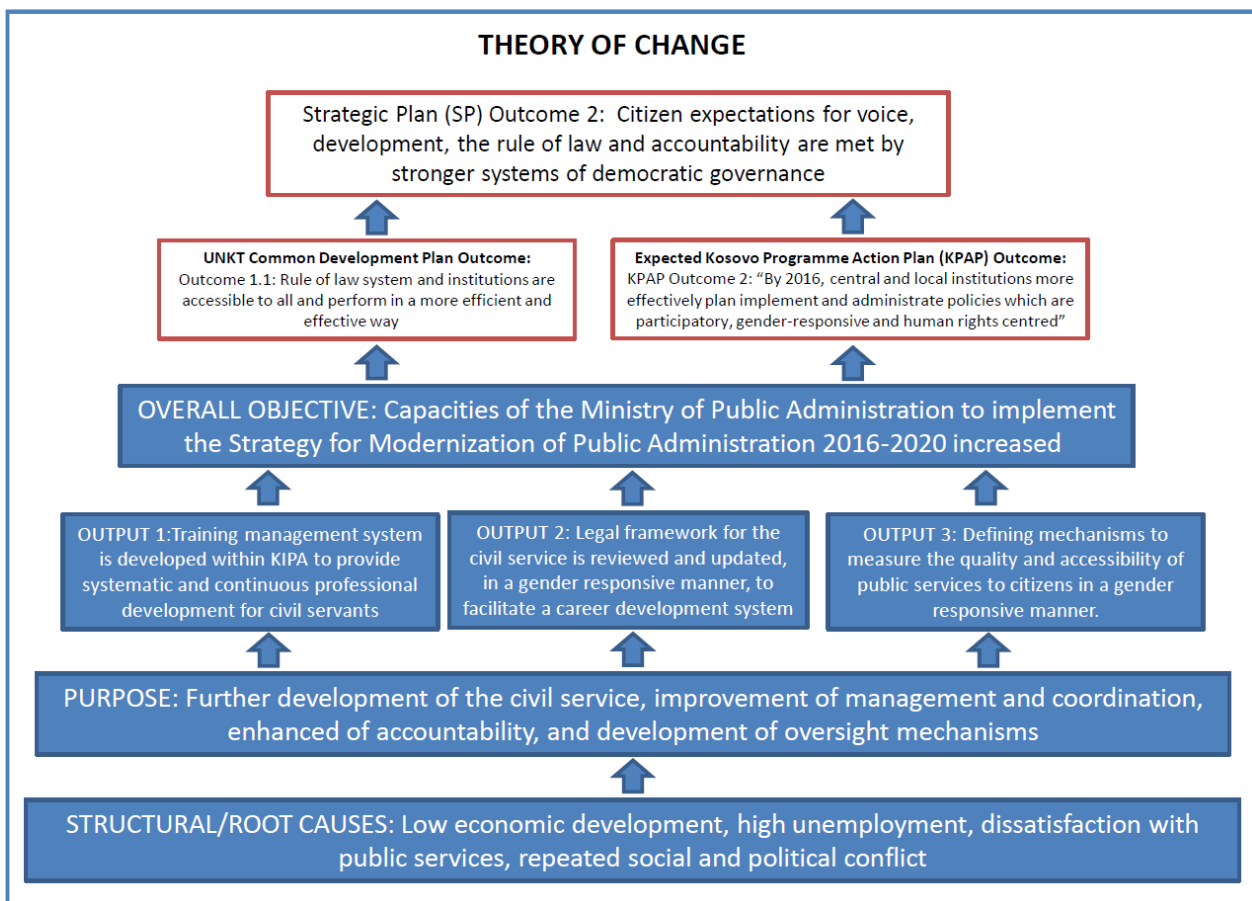 THEORY OF CHANGE
Strategic Plan (SP) Outcome 2:  Citizen expectations for voice,
development, the rule of law and accountability are met by
stronger systems of democratic governance
UNKT Common Development Plan Outcome:
Outcome 1.1: Rule of law system and institutions are
accessible to all and perform in a more efficient and
effective way
Expected Kosovo Programme Action Plan (KPAP) Outcome:
KPAP Outcome 2: “By 2016, central and local institutions more
effectively plan implement and administrate policies which are
participatory, gender-responsive and human rights centred”
OVERALL OBJECTIVE: Capacities of the Ministry of Public Administration to implement
the Strategy for Modernization of Public Administration 2016-2020 increased
OUTPUT 1:Training management system
is developed within KIPA to provide
systematic and continuous professional
development for civil servants
OUTPUT 2: Legal framework for the
civil service is reviewed and updated,
in a gender responsive manner, to
facilitate a career development system
OUTPUT 3: Defining mechanisms to
measure the quality and accessibility of
public services to citizens in a gender
responsive manner.
PURPOSE: Further development of the civil service, improvement of management and coordination,
enhanced of accountability, and development of oversight mechanisms
STRUCTURAL/ROOT CAUSES: Low economic development, high unemployment, dissatisfaction with
public services, repeated social and political conflict